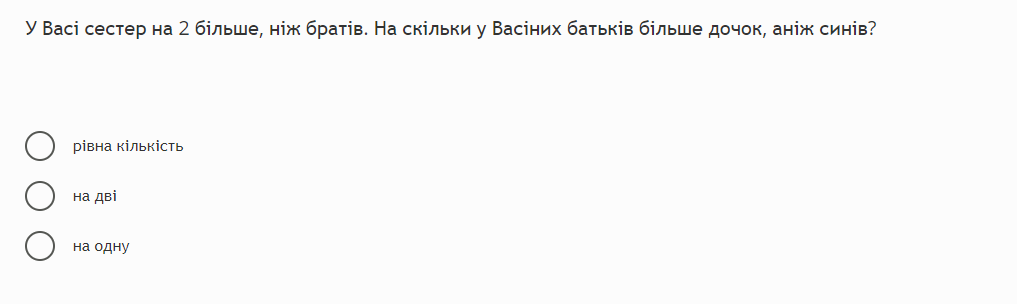 У Васі сестер на 2 більше, ніж братів. На скільки у Васіних батьків більше дочок, аніж синів?
рівна кількість
на дві
на одну